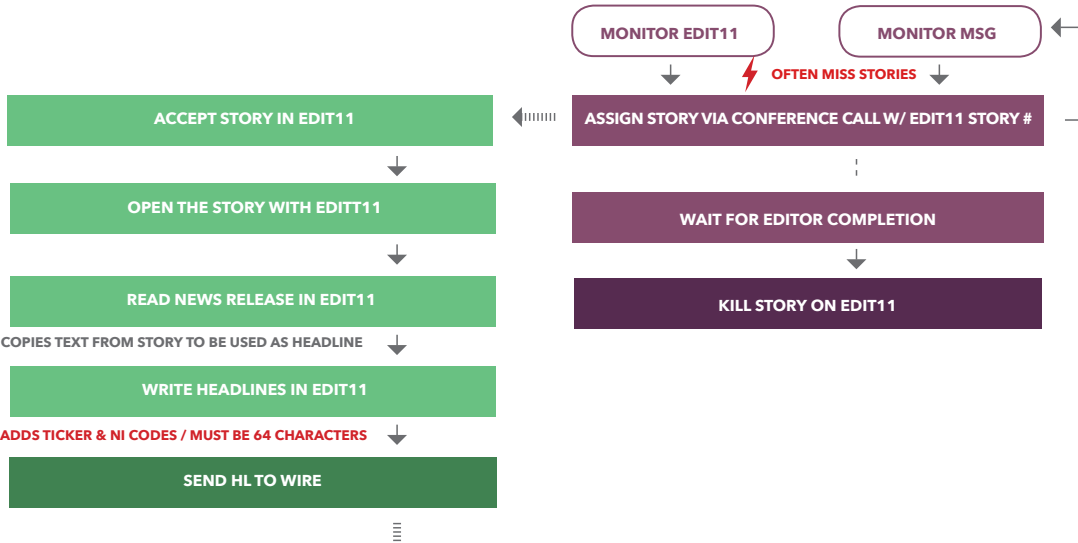 MONITOR EDIT11
MONITOR MSG
OFTEN MISS STORIES
ASSIGN STORY VIA CONFERENCE CALL W/ EDIT11 STORY #
WAIT FOR EDITOR COMPLETION
KILL STORY ON EDIT11
ACCEPT STORY IN EDIT11
OPEN THE STORY WITH EDITT11
READ NEWS RELEASE IN EDIT11
COPIES TEXT FROM STORY TO BE USED AS HEADLINE
WRITE HEADLINES IN EDIT11
ADDS TICKER & NI CODES / MUST BE 64 CHARACTERS
SEND HL TO WIRE